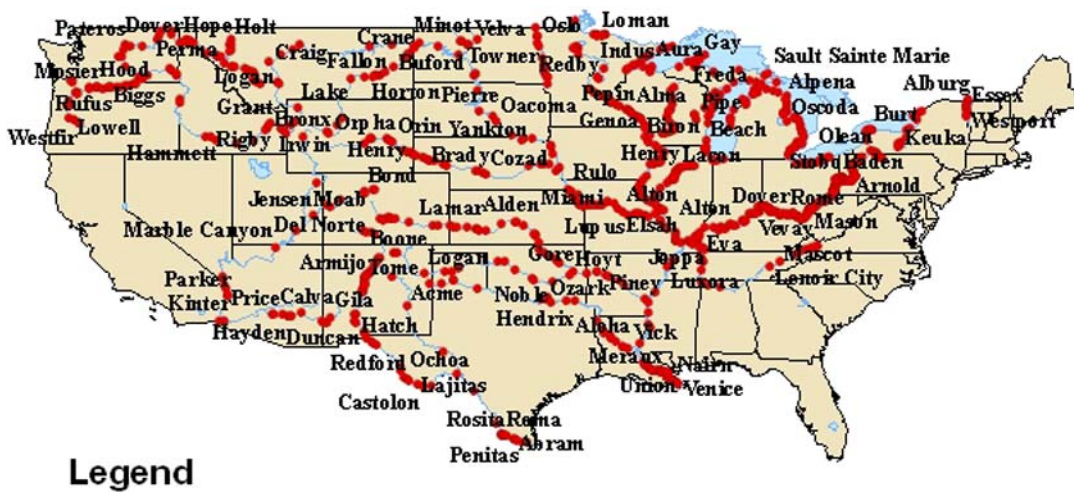 Loman
Pateros Dover Hope Holt Minot Velva Oslo
Crane Gay
Perma Craig Indus Aura Sault Sainte Marie
Fallon Buford Towner Redby
Mosier Hood Logan Freda Alpena Alburg
Lake Horton Pierre Pepin Alma Pipe Essex
Rufus Biggs Grant Oacoma Oscoda Burt
Westfir Lowell Bronx Orpha Orin Yankton Genoa Biron Beach Olean Keuka Westport
Hammett Rigby Irwin Henry Brady Cozad Henry Lacon Baden
Bond Rulo Arnold
Jensen Moab Miami Alton Dover Rome
Lamar Alden Alton Mason
Marble Canyon Del Norte Lupus Elsah Vevay
Boone Eva Mascot
Armijo Tome Logan Gore Hoyt Joppa
Parker Piney Luxora Lenoir City
Kinter Price Calva Gila Acme Noble Ozark
Hayden Duncan Hatch Hendrix Aloha Vick
Redford Ochoa Meraux Nairn
Lajitas Union Venice
Castolon
Rosita Roma
Penitas Abram
Legend